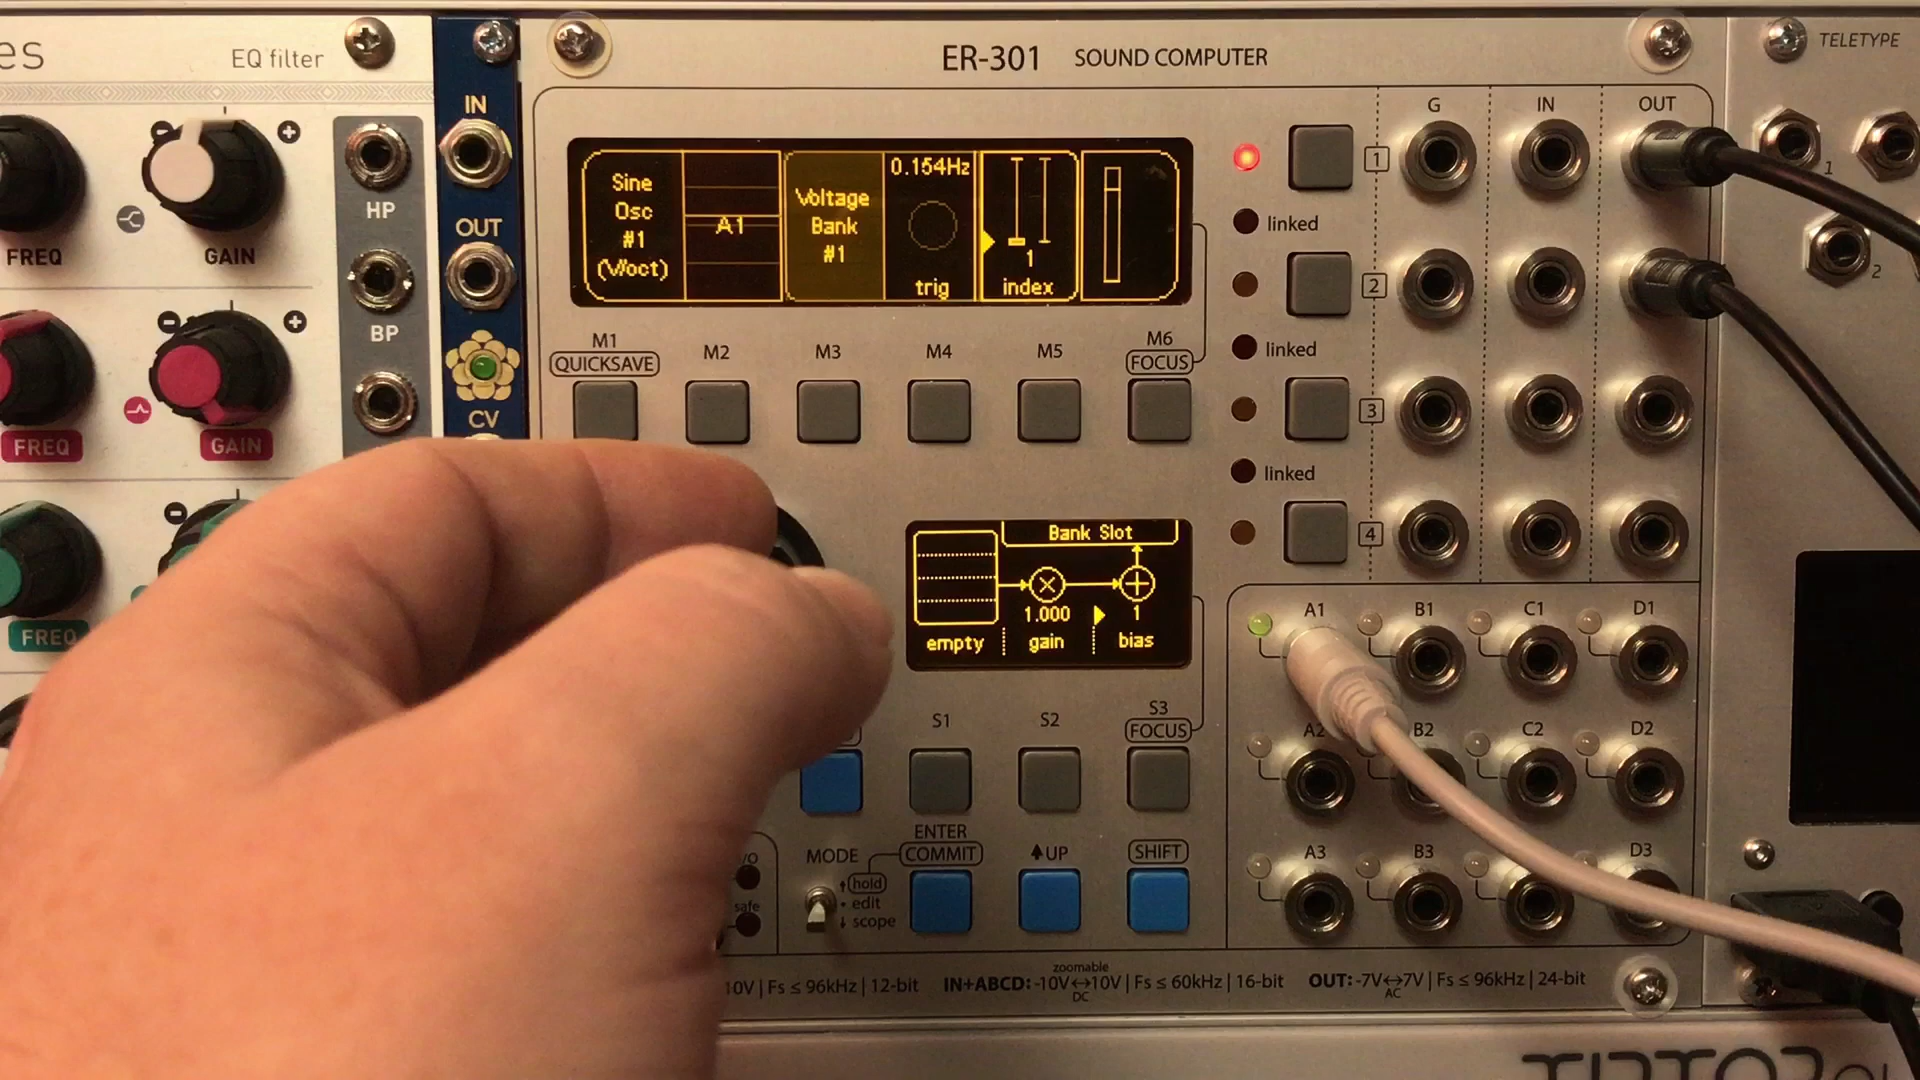 es
EQ filter
FREQ
GAIN
HP
FREQ
GAIN
BP
FREQ
IN
OUT
CV
ER-301 SOUND COMPUTER
Sine
Osc
#1
(V/oct)
A1
Voltage
Bank
#1
0.154Hz
trig
1
index
M1
QUICKSAVE
M2
M3
M4
M5
M6
FOCUS
linked
linked
linked
G
IN
OUT
1
2
3
4
Bank Slot
1.000
1
empty
gain
bias
S1
S2
S3
FOCUS
ENTER
COMMIT
UP
SHIFT
MODE
hold
edit
scope
safe
A1
B1
C1
D1
A2
B2
C2
D2
A3
B3
D3
10V | Fs ≤ 96kHz | 12-bit
zoomable
IN+ABCD: -10V↔10V | Fs ≤ 60kHz | 16-bit
DC
OUT: -7V↔7V | Fs ≤ 96kHz | 24-bit
AC
TELETYPE
1
2